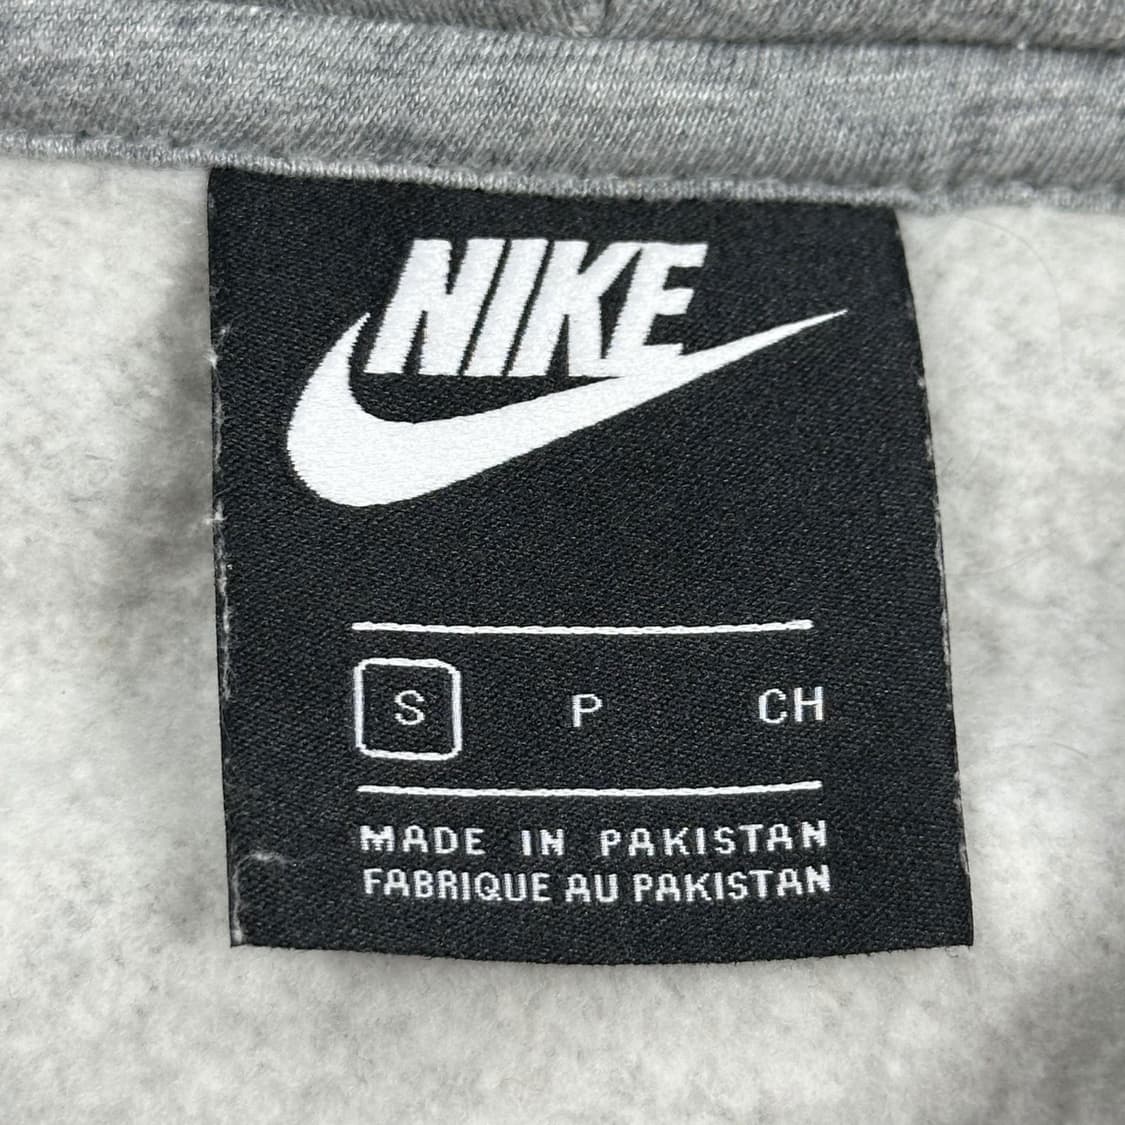 NIKE
S P CH
MADE IN PAKISTAN
FABRIQUE AU PAKISTAN